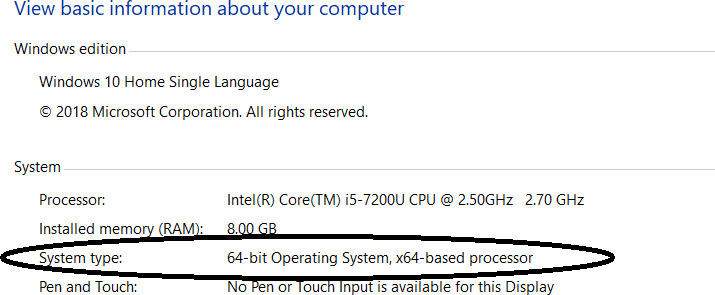 View basic information about your computer
Windows edition
Windows 10 Home Single Language
© 2018 Microsoft Corporation. All rights reserved.
System
Processor: Intel(R) Core(TM) i5-7200U CPU @ 2.50GHz 2.70 GHz
Installed memory (RAM): 8.00 GB
System type: 64-bit Operating System, x64-based processor
Pen and Touch: No Pen or Touch Input is available for this Display